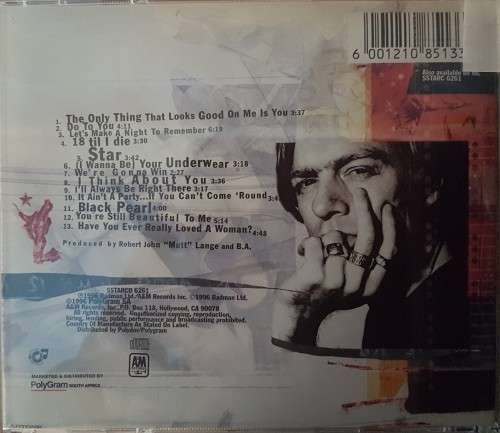 6 001210 85133
Also available on MC
SSTARC 6261
1. The Only Thing That Looks Good On Me Is You 3:37
2. Do To You 4:11
3. Let's Make A Night To Remember 6:19
4. 18 til I die 3:30
5. Star 3:42
6. (I Wanna Be) Your Underwear 3:18
7. We're Gonna Win 2:27
8. I Think About You 3:36
9. I'll Always Be Right There 3:17
10. It Ain't A Party...If You Can't Come 'Round 3:4
11. Black Pearl 4:00
12. You're Still Beautiful To Me 5:14
13. Have You Ever Really Loved A Woman? 4:48
Produced by Robert John "Mutt" Lange and B.A.
SSTARCD 6261
℗1996 Badman Ltd./A&M Records Inc. ©1996 Badman Ltd.
©1996 PolyGram SA
A&M Records, Inc. P.O. Box 118, Hollywood, CA 90078
All rights reserved. Unauthorized copying, reproduction,
hiring, lending, public performance and broadcasting prohibited.
Country Of Manufacture As Stated On Label.
Distributed by Polydor/Polygram
A&M
RECORDS
MARKETED & DISTRIBUTED BY
PolyGram SOUTH AFRICA